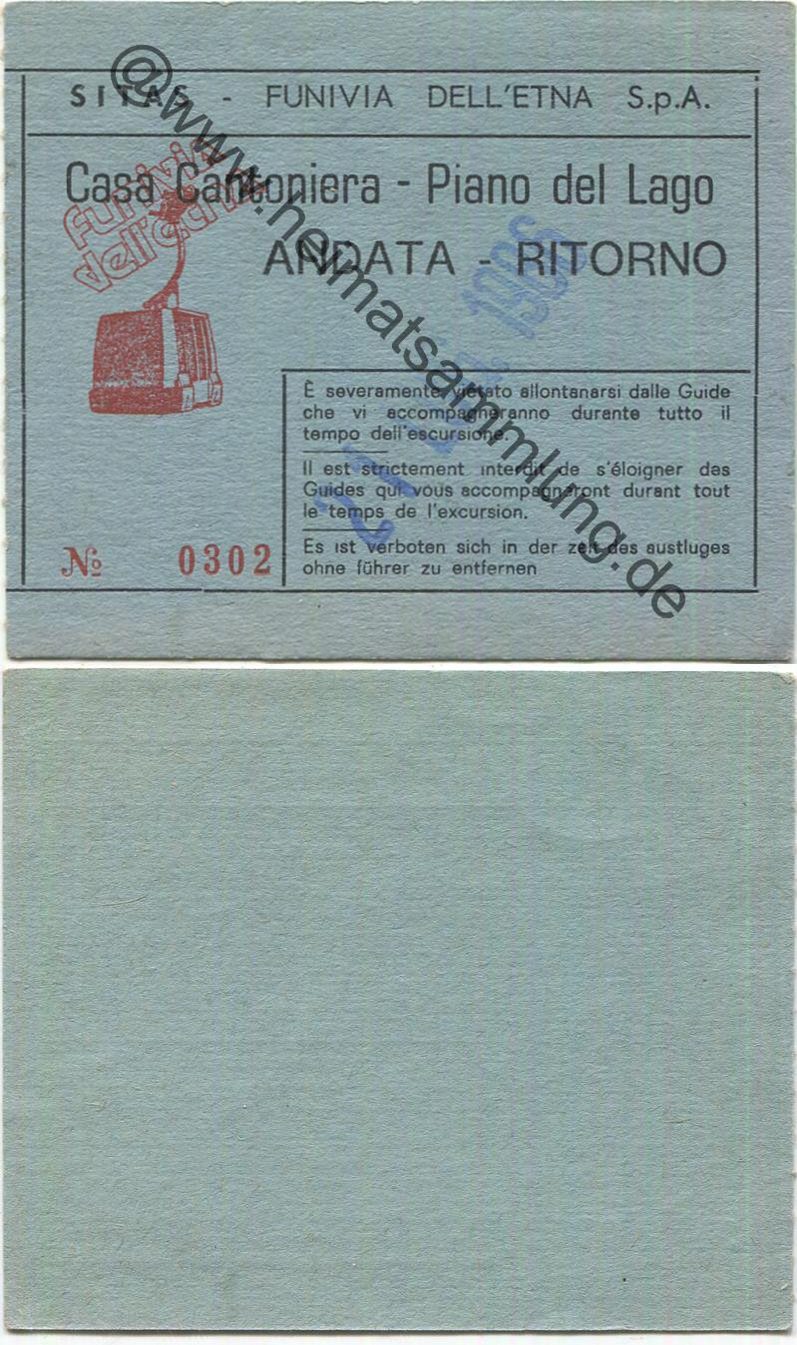 SITAS - FUNIVIA DELL'ETNA S.p.A.
Casa Cantoniera - Piano del Lago
ANDATA - RITORNO
funivia
dell'etna
È severamente vietato allontanarsi dalle Guide
che vi accompagneranno durante tutto il
tempo dell'escursione.
Il est strictement interdit de s'éloigner des
Guides qui vous accompagneront durant tout
le temps de l'excursion.
Es ist verboten sich in der zeit des austluges
ohne führer zu entfernen
№ 0302
@www.heimatsammlung.de